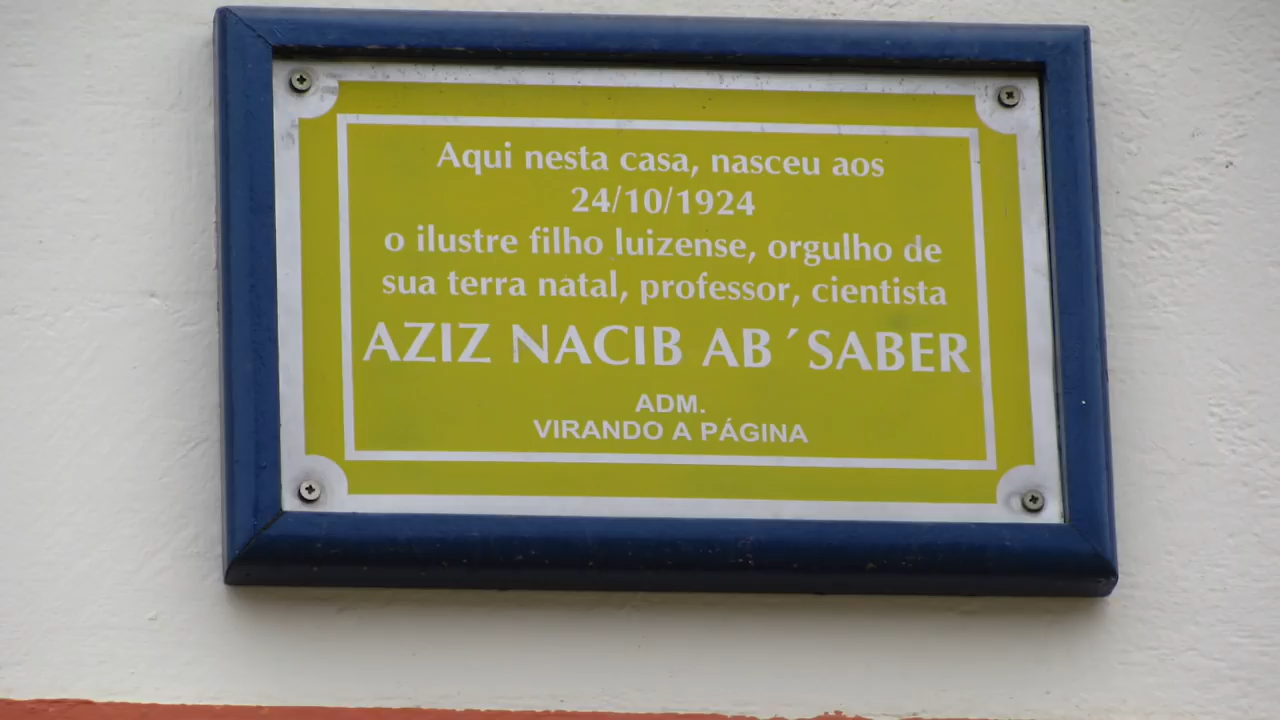 Aqui nesta casa, nasceu aos
24/10/1924
o ilustre filho luizense, orgulho de
sua terra natal, professor, cientista
AZIZ NACIB AB´SABER
ADM.
VIRANDO A PÁGINA